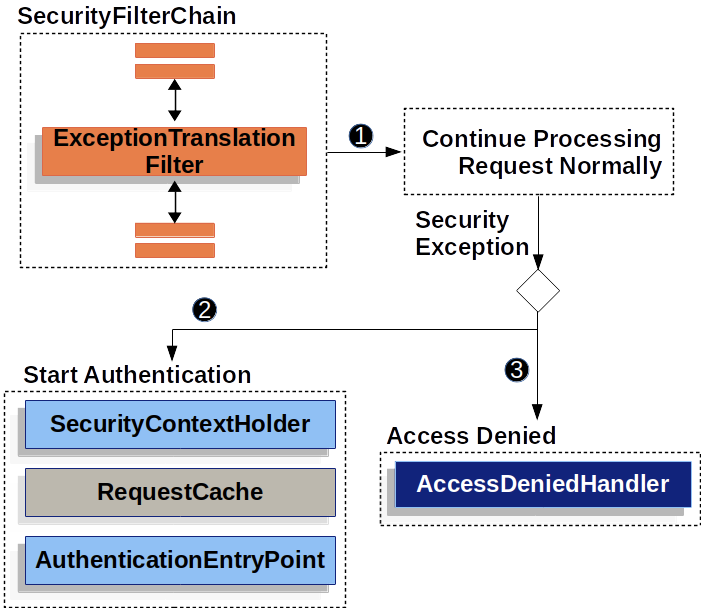 SecurityFilterChain
ExceptionTranslation
Filter
1
Continue Processing
Request Normally
Security
Exception
2
3
Start Authentication
SecurityContextHolder
RequestCache
AuthenticationEntryPoint
Access Denied
AccessDeniedHandler